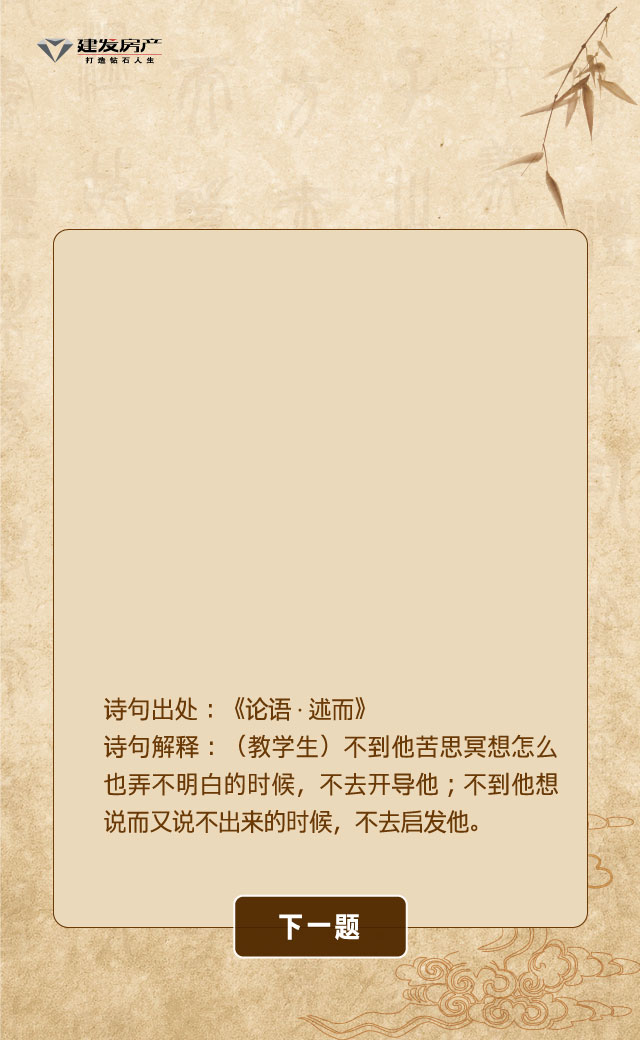 建发房产
打造钻石人生
诗句出处：《论语·述而》
诗句解释：（教学生）不到他苦思冥想怎么
也弄不明白的时候，不去开导他；不到他想
说而又说不出来的时候，不去启发他。
下一题